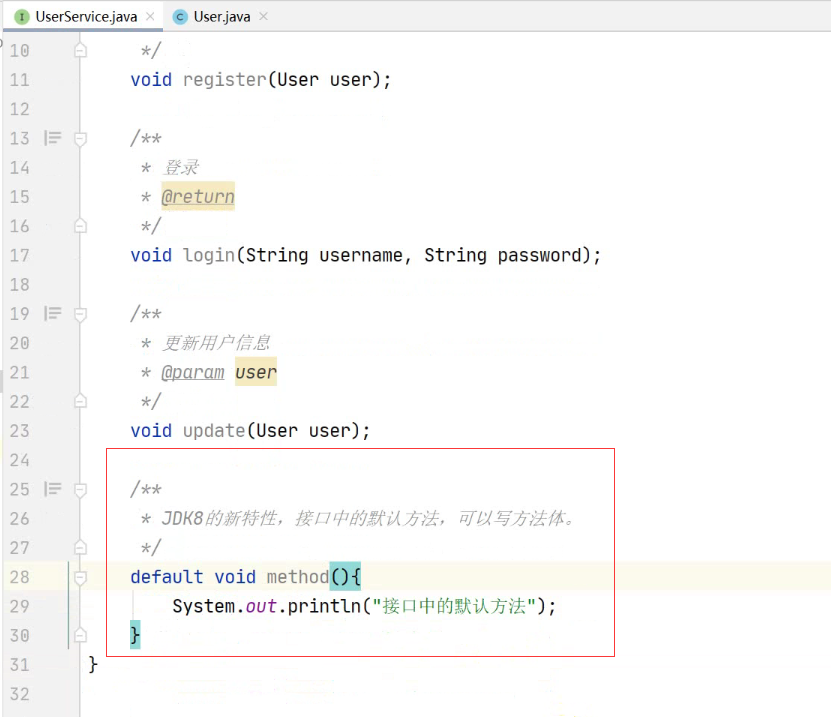 UserService.java
User.java
10 */
11 void register(User user);
12
13 /**
14 * 登录
15 * @return
16 */
17 void login(String username, String password);
18
19 /**
20 * 更新用户信息
21 * @param user
22 */
23 void update(User user);
24
25 /**
26 * JDK8的新特性，接口中的默认方法，可以写方法体。
27 */
28 default void method(){
29 System.out.println("接口中的默认方法");
30 }
31 }
32